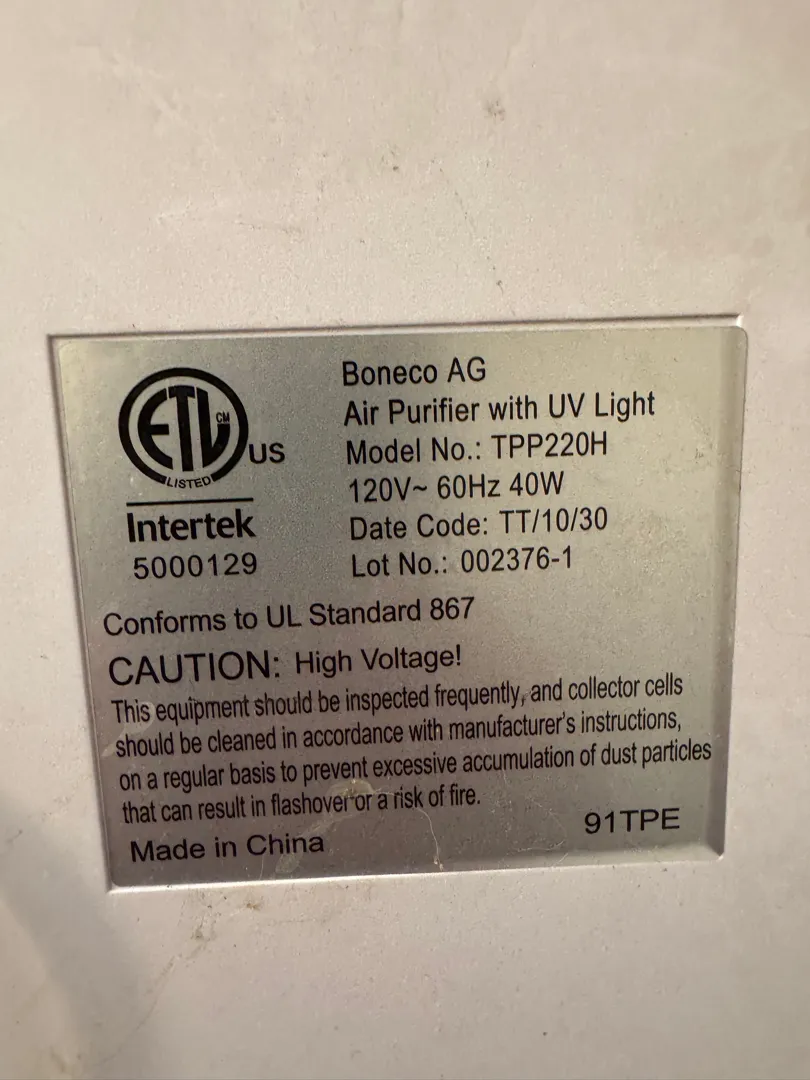 ETL CM
LISTED
US
Intertek
5000129
Boneco AG
Air Purifier with UV Light
Model No.: TPP220H
120V~ 60Hz 40W
Date Code: TT/10/30
Lot No.: 002376-1
Conforms to UL Standard 867
CAUTION: High Voltage!
This equipment should be inspected frequently, and collector cells
should be cleaned in accordance with manufacturer's instructions,
on a regular basis to prevent excessive accumulation of dust particles
that can result in flashover or a risk of fire.
Made in China
91TPE